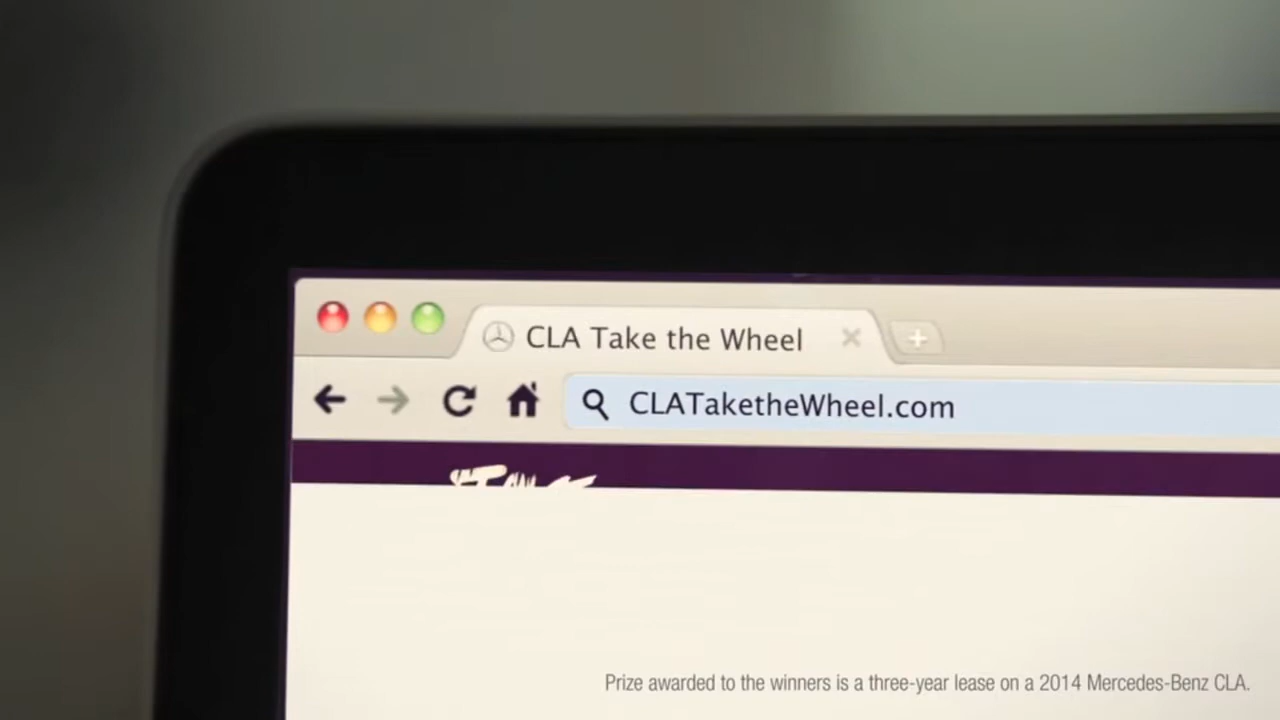 CLA Take the Wheel
CLATaketheWheel.com
Prize awarded to the winners is a three-year lease on a 2014 Mercedes-Benz CLA.